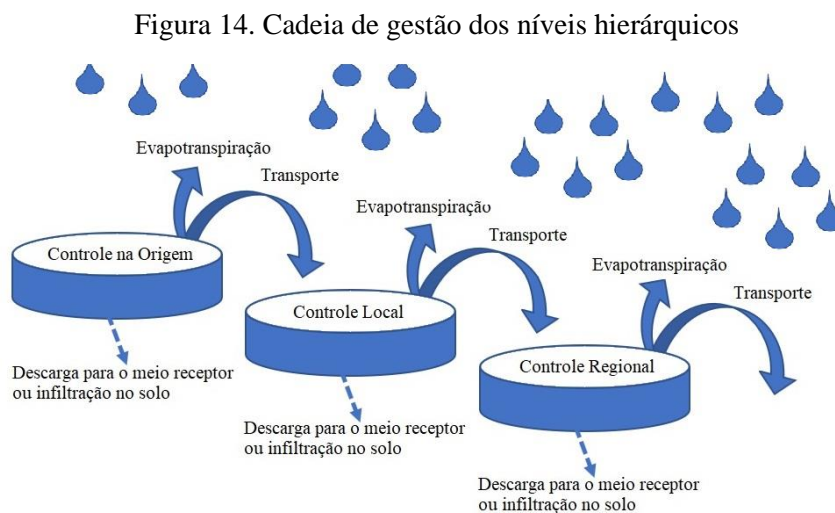 Figura 14. Cadeia de gestão dos níveis hierárquicos
Evapotranspiração
Transporte
Controle na Origem
Descarga para o meio receptor
ou infiltração no solo
Evapotranspiração
Transporte
Controle Local
Descarga para o meio receptor
ou infiltração no solo
Evapotranspiração
Transporte
Controle Regional
Descarga para o meio receptor
ou infiltração no solo